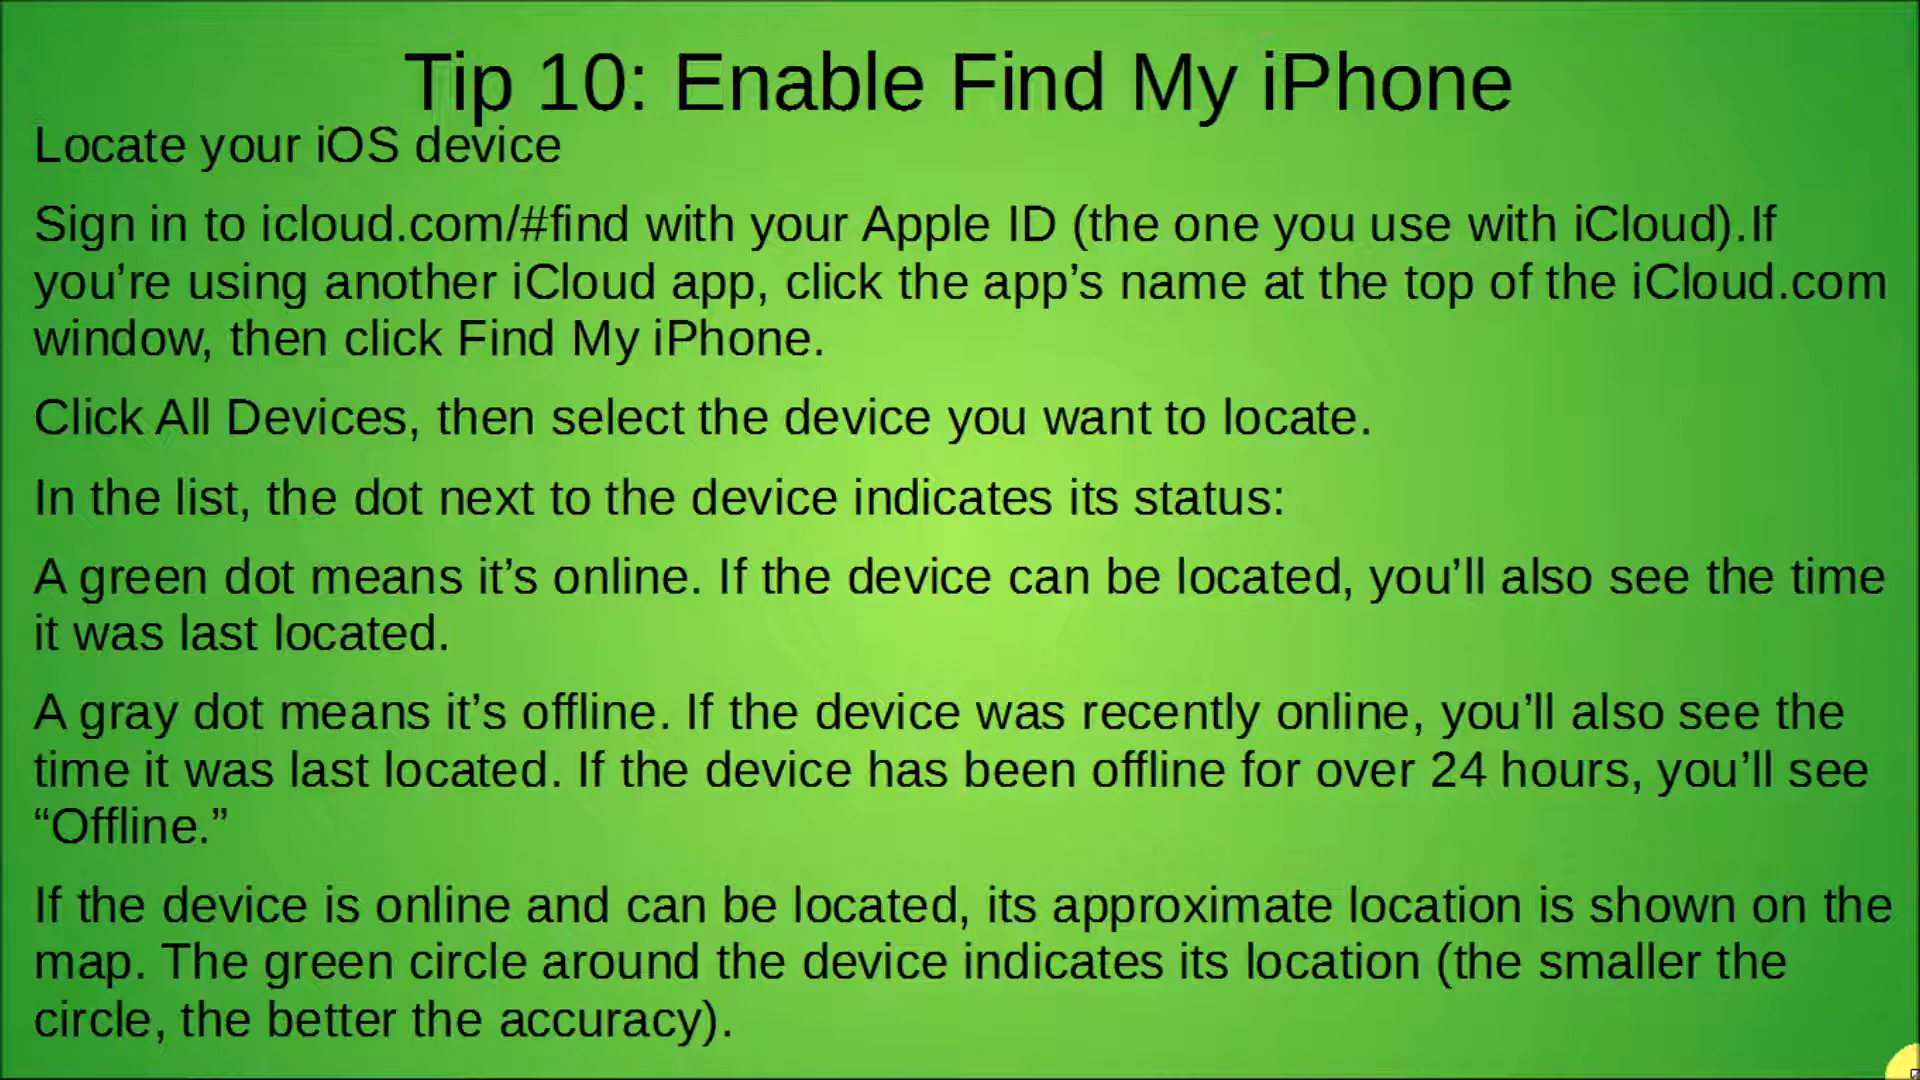 Tip 10: Enable Find My iPhone
Locate your iOS device
Sign in to icloud.com/#find with your Apple ID (the one you use with iCloud).If
you’re using another iCloud app, click the app’s name at the top of the iCloud.com
window, then click Find My iPhone.
Click All Devices, then select the device you want to locate.
In the list, the dot next to the device indicates its status:
A green dot means it’s online. If the device can be located, you’ll also see the time
it was last located.
A gray dot means it’s offline. If the device was recently online, you’ll also see the
time it was last located. If the device has been offline for over 24 hours, you’ll see
“Offline.”
If the device is online and can be located, its approximate location is shown on the
map. The green circle around the device indicates its location (the smaller the
circle, the better the accuracy).